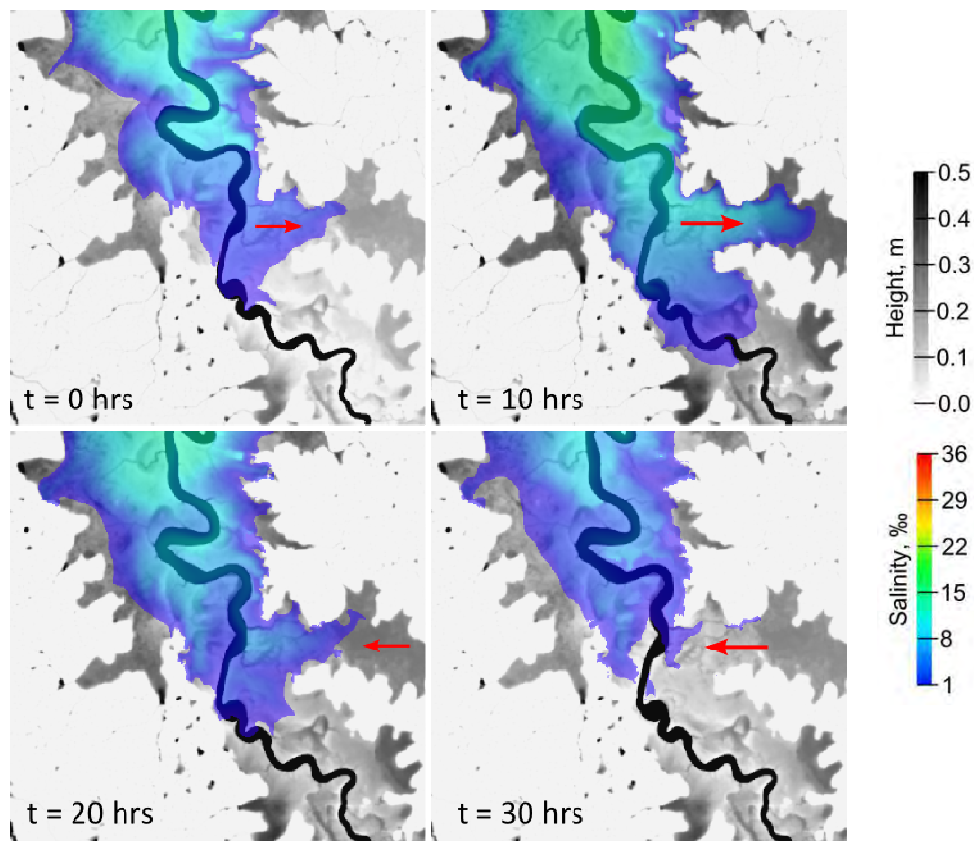 t = 0 hrs
t = 10 hrs
t = 20 hrs
t = 30 hrs
Height, m
0.5
0.4
0.3
0.2
0.1
0.0
Salinity, ‰
36
29
22
15
8
1